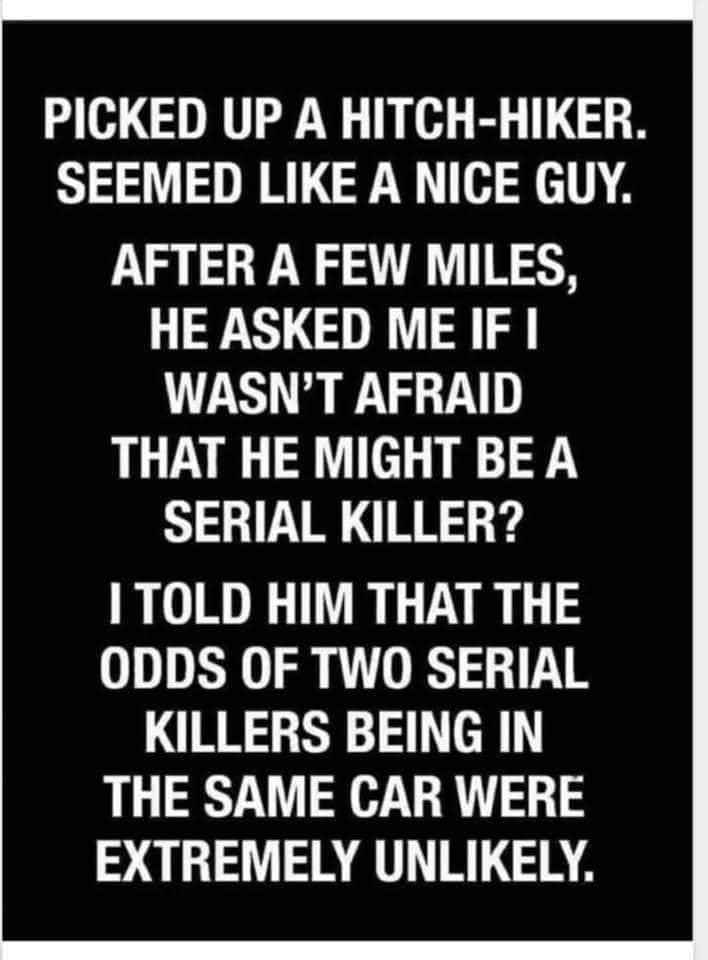 PICKED UP A HITCH-HIKER.
SEEMED LIKE A NICE GUY.
AFTER A FEW MILES,
HE ASKED ME IF I
WASN'T AFRAID
THAT HE MIGHT BE A
SERIAL KILLER?
I TOLD HIM THAT THE
ODDS OF TWO SERIAL
KILLERS BEING IN
THE SAME CAR WERE
EXTREMELY UNLIKELY.